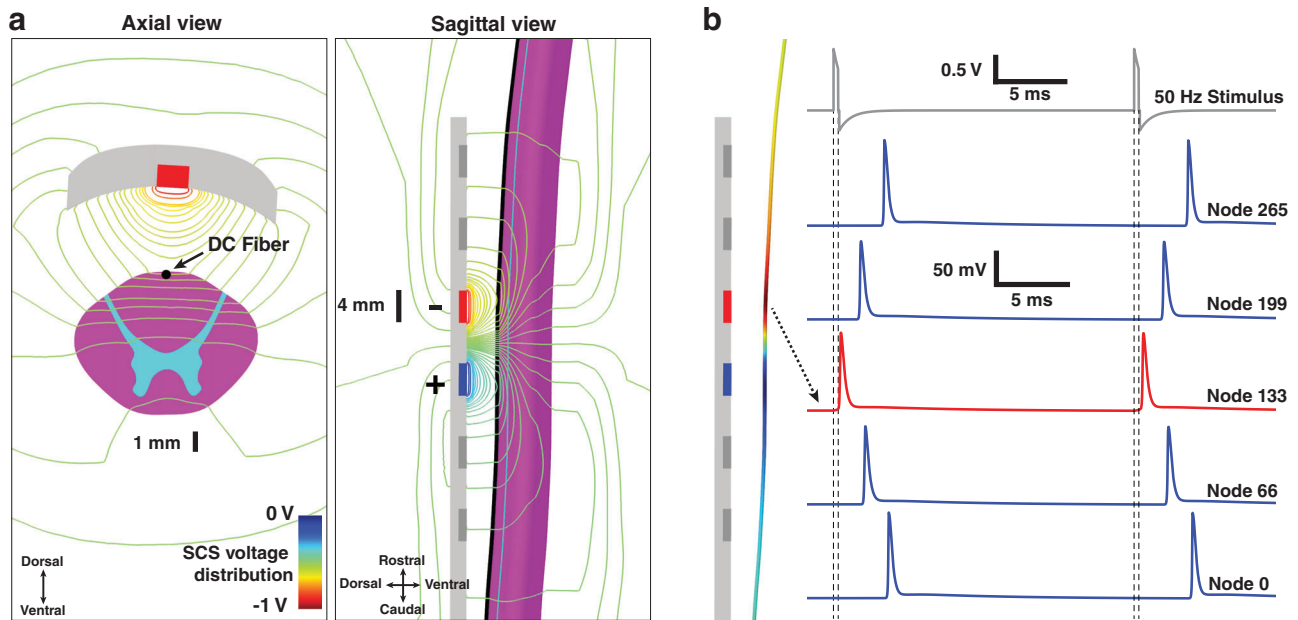 a
Axial view
Sagittal view
DC Fiber
1 mm
0 V
SCS voltage
distribution
-1 V
Dorsal
Ventral
4 mm
-
+
Rostral
Dorsal
Ventral
Caudal
b
0.5 V
5 ms
50 Hz Stimulus
Node 265
50 mV
5 ms
Node 199
Node 133
Node 66
Node 0